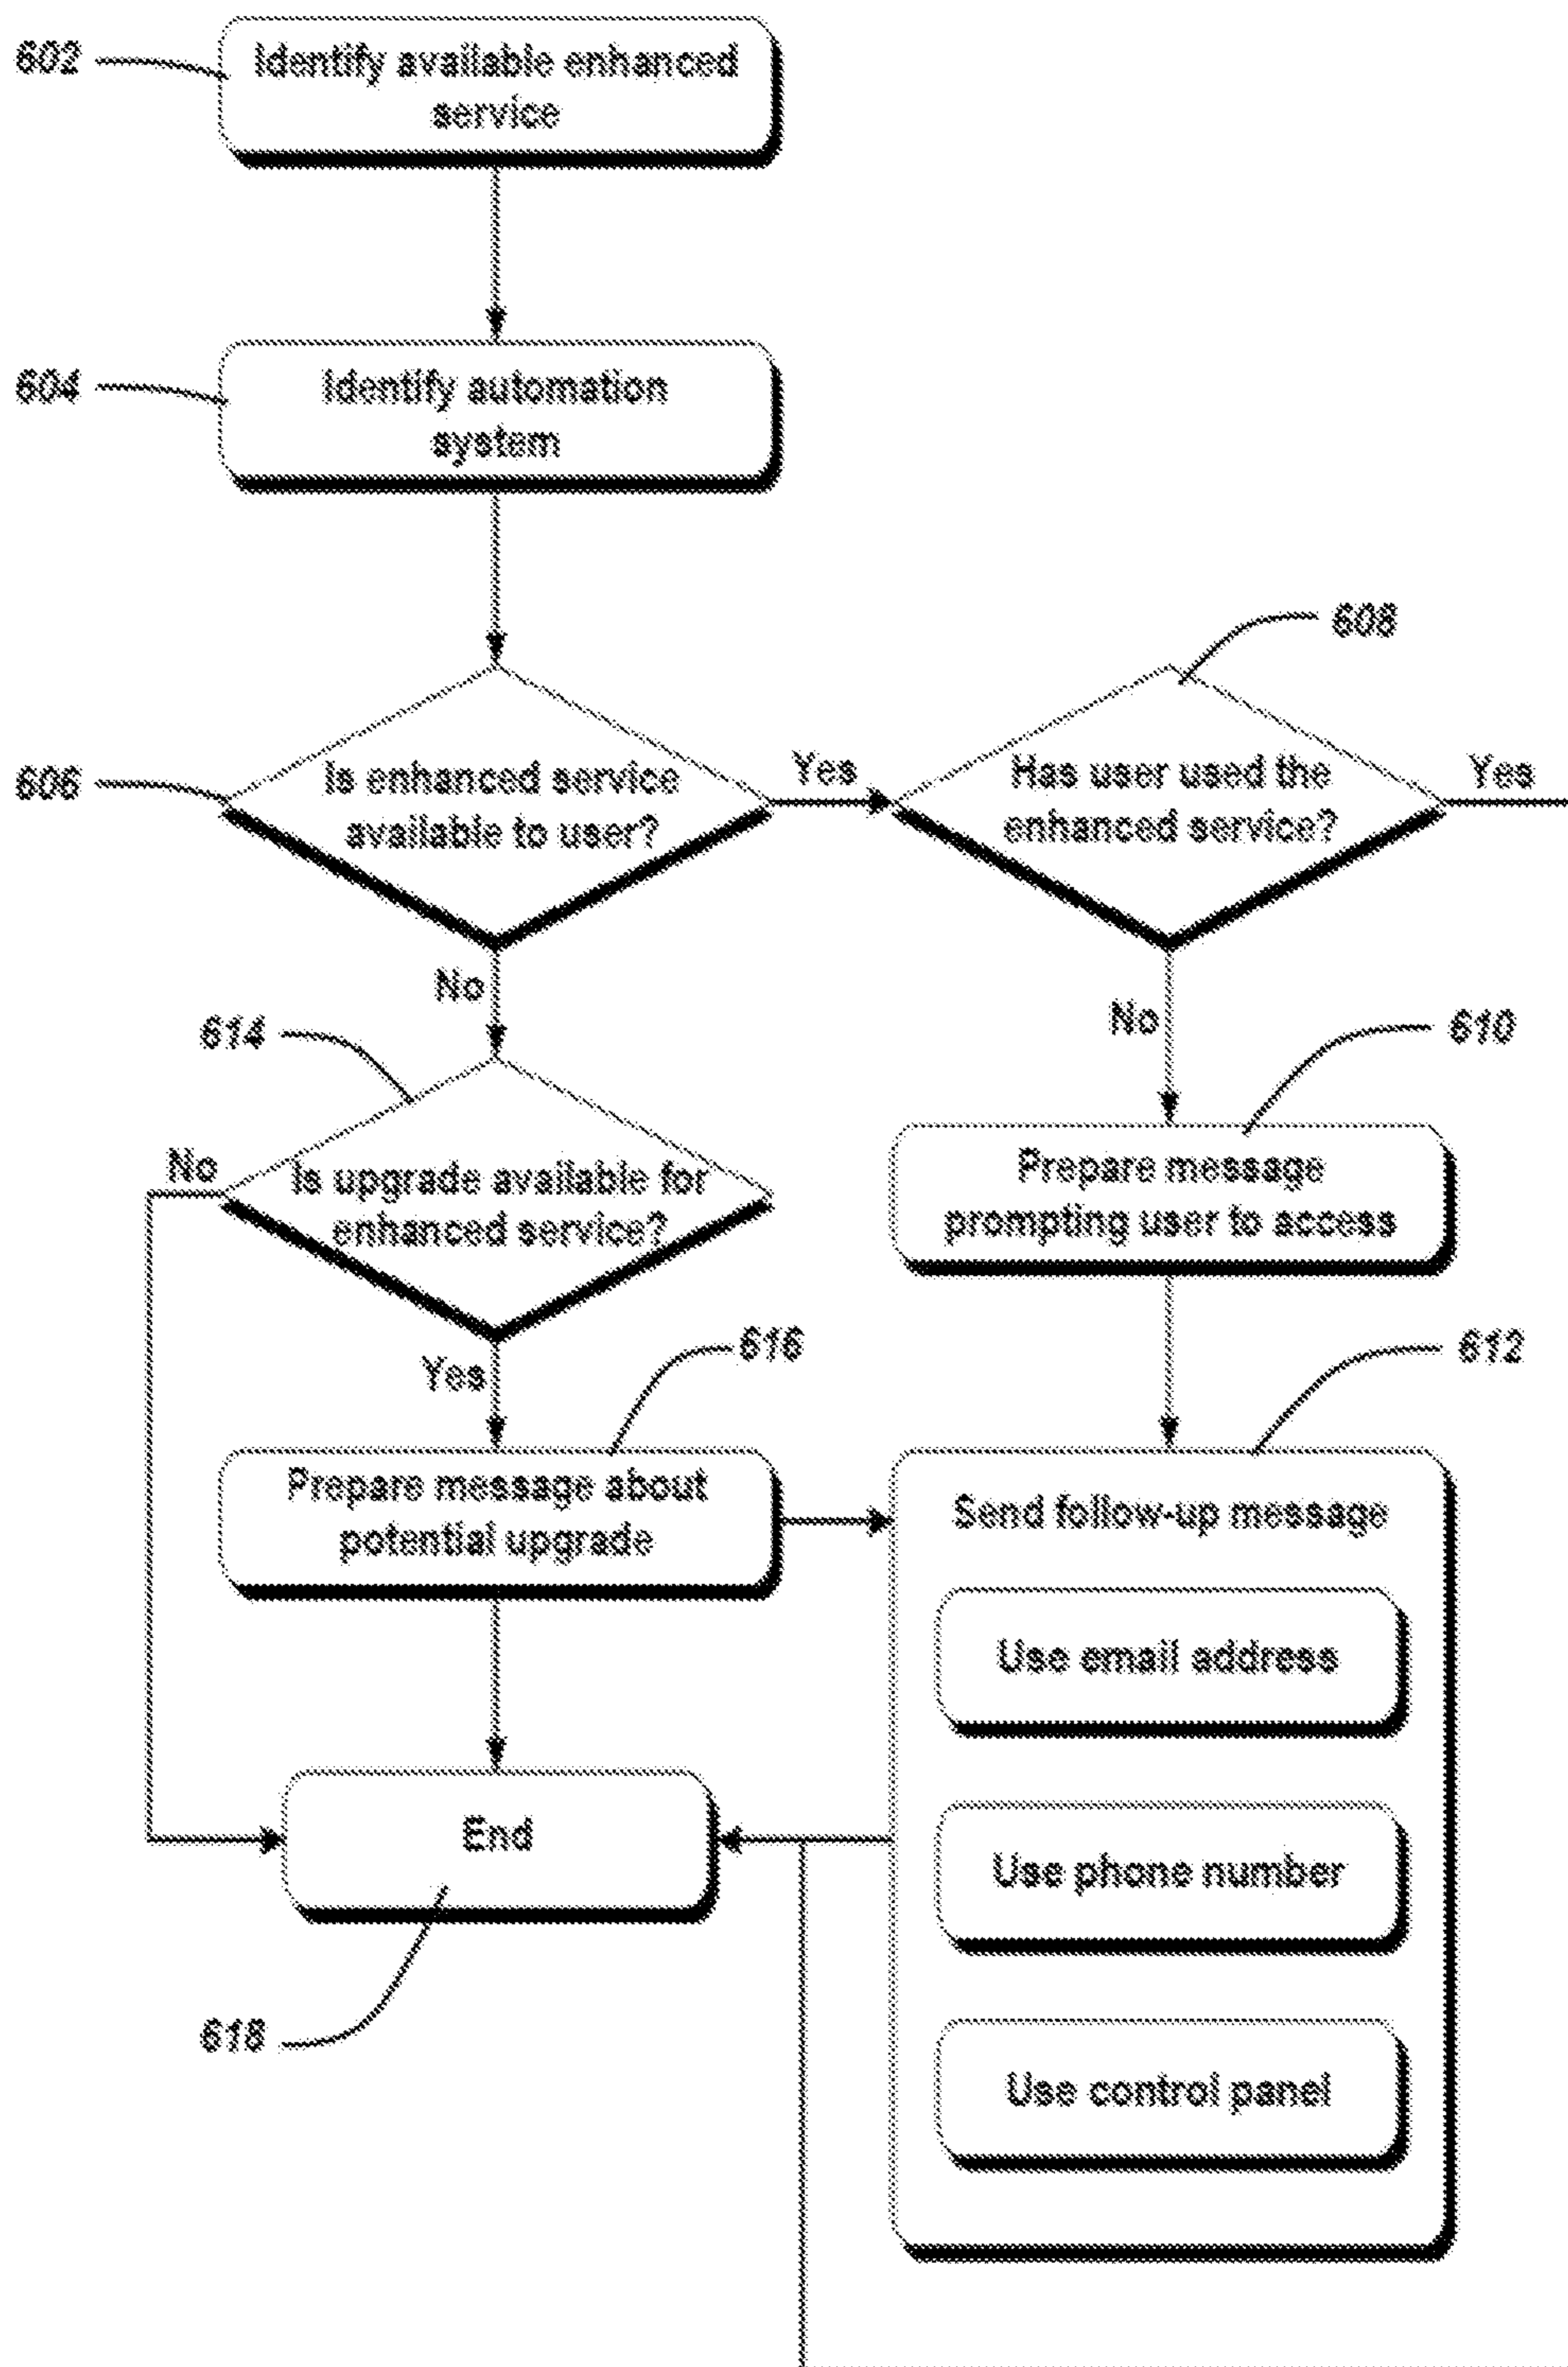 602
Identify available enhanced
service
604
Identify automation
system
606
Is enhanced service
available to user?
Yes
608
Has user used the
enhanced service?
Yes
No
No
614
610
No
Is upgrade available for
enhanced service?
Prepare message
prompting user to access
Yes
616
612
Prepare message about
potential upgrade
Send follow-up message
Use email address
End
Use phone number
618
Use control panel